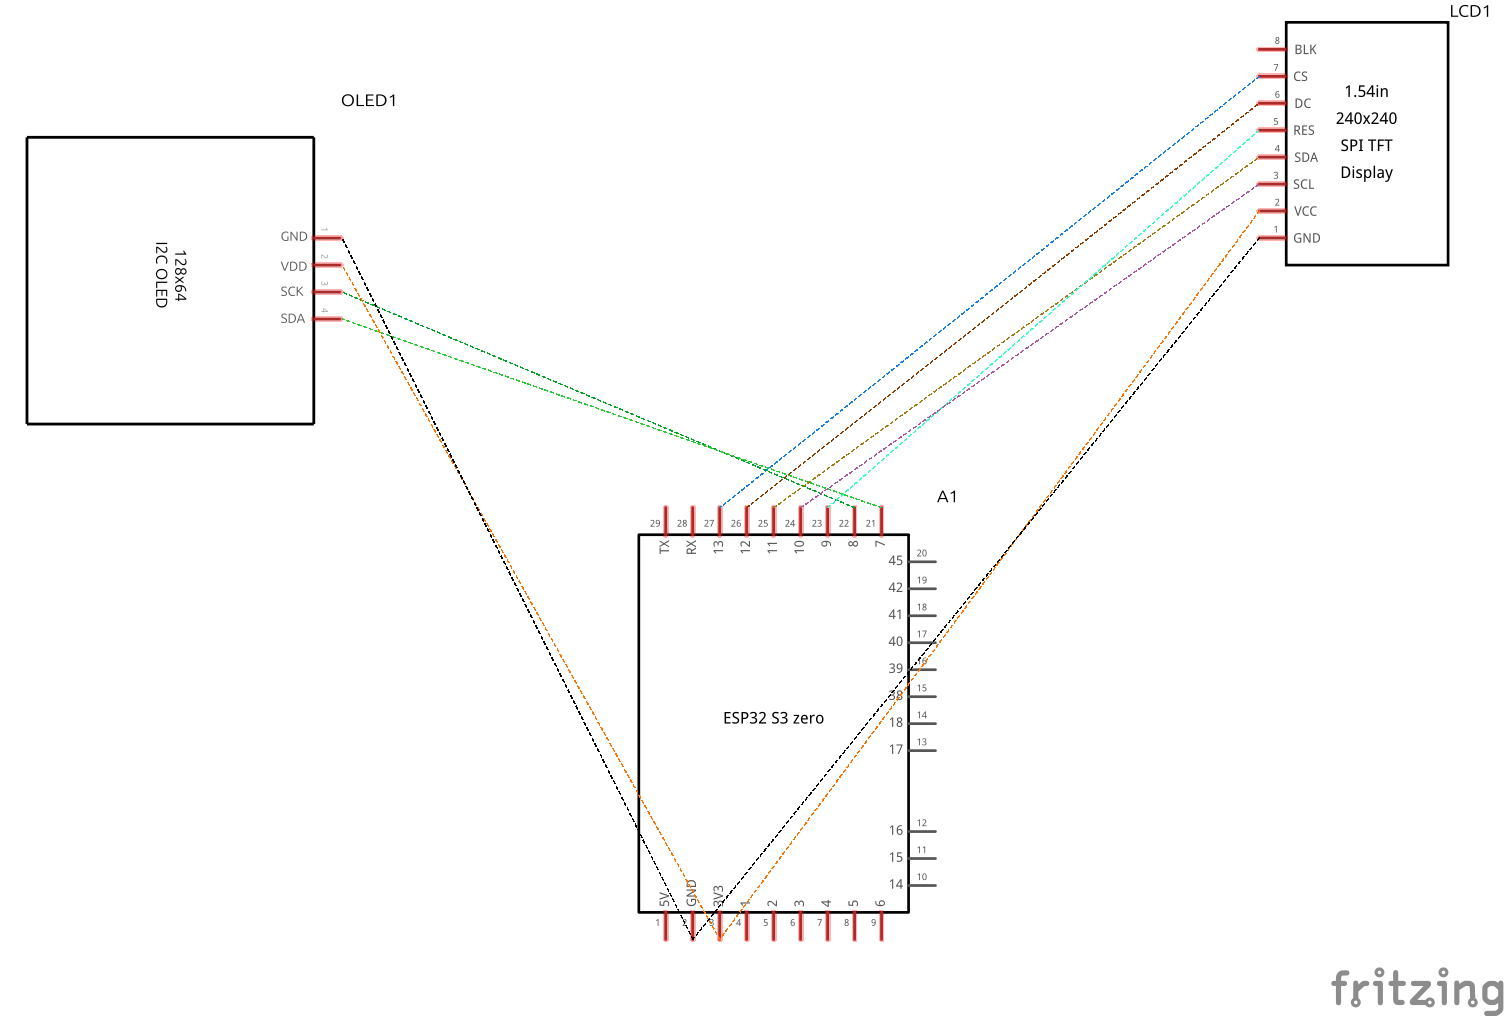 LCD1
8 BLK
7 CS
6 DC
5 RES
4 SDA
3 SCL
2 VCC
1 GND
1.54in
240x240
SPI TFT
Display
OLED1
128x64
I2C OLED
GND 1
VDD 2
SCK 3
SDA 4
A1
29 28 27 26 25 24 23 22 21
TX RX 13 12 11 10 9 8 7
45 20
42 19
41 18
40 17
39
38 15
18 14
17 13
16 12
15 11
14 10
ESP32 S3 zero
5V GND 3V3 1 2 3 4 5 6
1 2 3 4 5 6 7 8 9
fritzing